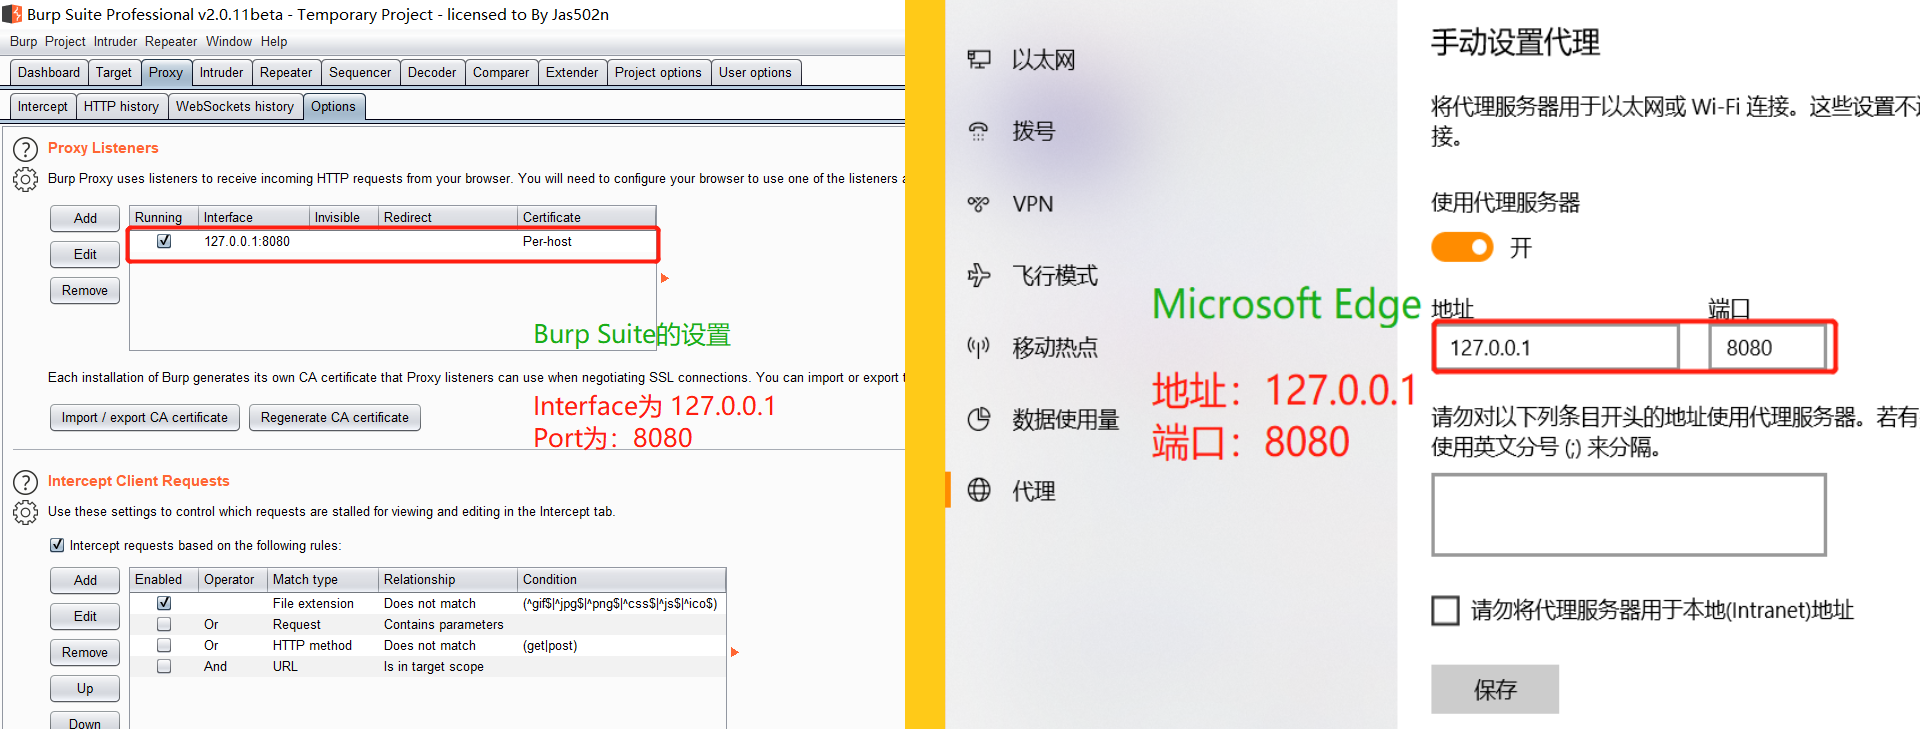 Burp Suite Professional v2.0.11beta - Temporary Project - licensed to By Jas502n
Burp Project Intruder Repeater Window Help
Dashboard Target Proxy Intruder Repeater Sequencer Decoder Comparer Extender Project options User options
Intercept HTTP history WebSockets history Options
Proxy Listeners
Burp Proxy uses listeners to receive incoming HTTP requests from your browser. You will need to configure your browser to use one of the listeners
Add
Edit
Remove
Running Interface Invisible Redirect Certificate
127.0.0.1:8080 Per-host
Burp Suite的设置
Each installation of Burp generates its own CA certificate that Proxy listeners can use when negotiating SSL connections. You can import or export
Interface为 127.0.0.1
Port为：8080
Import / export CA certificate Regenerate CA certificate
Intercept Client Requests
Use these settings to control which requests are stalled for viewing and editing in the Intercept tab.
Intercept requests based on the following rules:
Add
Edit
Remove
Up
Down
Enabled Operator Match type Relationship Condition
File extension Does not match (^gif$|^jpg$|^png$|^css$|^js$|^ico$)
Or Request Contains parameters
Or HTTP method Does not match (get|post)
And URL Is in target scope
以太网
拨号
VPN
飞行模式
移动热点
数据使用量
代理
Microsoft Edge
地址：127.0.0.1
端口：8080
手动设置代理
将代理服务器用于以太网或 Wi-Fi 连接。这些设置不
接。
使用代理服务器
开
地址 端口
127.0.0.1 8080
请勿对以下列条目开头的地址使用代理服务器。若有
使用英文分号 (;) 来分隔。
请勿将代理服务器用于本地(Intranet)地址
保存